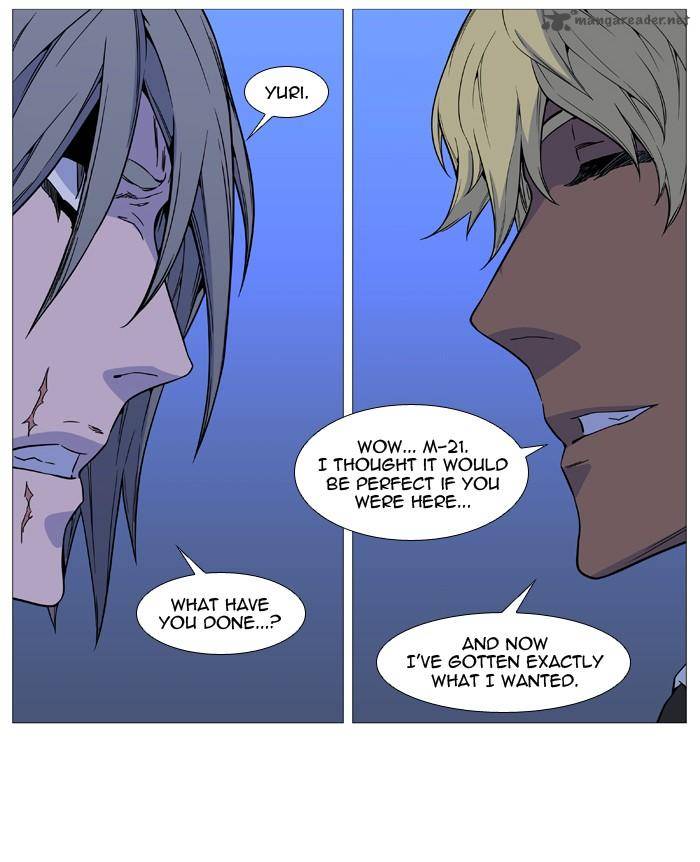 mangareader.net
YURI.
WOW... M-21.
I THOUGHT IT WOULD
BE PERFECT IF YOU
WERE HERE...
WHAT HAVE
YOU DONE...?
AND NOW
I'VE GOTTEN EXACTLY
WHAT I WANTED.